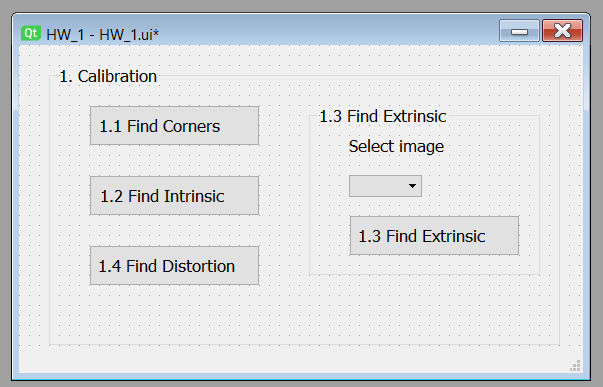 Qt HW_1 - HW_1.ui*
1. Calibration
1.1 Find Corners
1.2 Find Intrinsic
1.4 Find Distortion
1.3 Find Extrinsic
Select image
1.3 Find Extrinsic